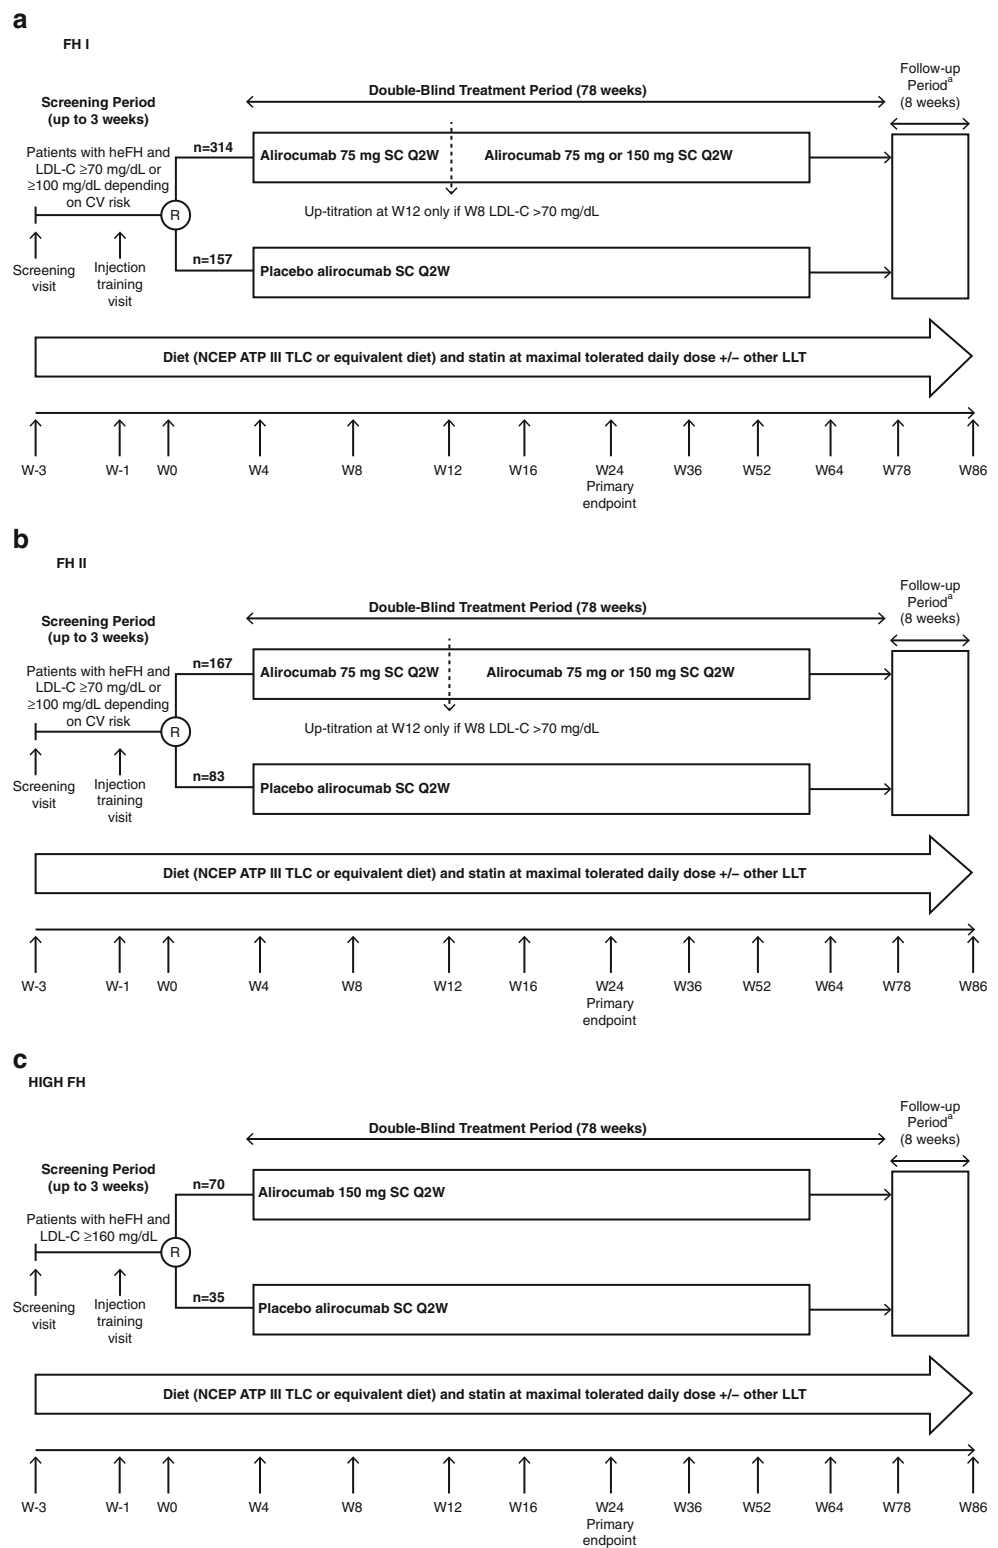 a
FH I
Follow-up
Periodᵃ
(8 weeks)
Double-Blind Treatment Period (78 weeks)
Screening Period
(up to 3 weeks)
Patients with heFH and
LDL-C ≥70 mg/dL or
≥100 mg/dL depending
on CV risk
R
n=314
Alirocumab 75 mg SC Q2W
Alirocumab 75 mg or 150 mg SC Q2W
Up-titration at W12 only if W8 LDL-C >70 mg/dL
n=157
Placebo alirocumab SC Q2W
Screening
visit
Injection
training
visit
Diet (NCEP ATP III TLC or equivalent diet) and statin at maximal tolerated daily dose +/– other LLT
W-3 W-1 W0 W4 W8 W12 W16 W24 W36 W52 W64 W78 W86
Primary
endpoint
b
FH II
Follow-up
Periodᵃ
(8 weeks)
Double-Blind Treatment Period (78 weeks)
Screening Period
(up to 3 weeks)
Patients with heFH and
LDL-C ≥70 mg/dL or
≥100 mg/dL depending
on CV risk
R
n=167
Alirocumab 75 mg SC Q2W
Alirocumab 75 mg or 150 mg SC Q2W
Up-titration at W12 only if W8 LDL-C >70 mg/dL
n=83
Placebo alirocumab SC Q2W
Screening
visit
Injection
training
visit
Diet (NCEP ATP III TLC or equivalent diet) and statin at maximal tolerated daily dose +/– other LLT
W-3 W-1 W0 W4 W8 W12 W16 W24 W36 W52 W64 W78 W86
Primary
endpoint
c
HIGH FH
Follow-up
Periodᵃ
(8 weeks)
Double-Blind Treatment Period (78 weeks)
Screening Period
(up to 3 weeks)
Patients with heFH and
LDL-C ≥160 mg/dL
R
n=70
Alirocumab 150 mg SC Q2W
n=35
Placebo alirocumab SC Q2W
Screening
visit
Injection
training
visit
Diet (NCEP ATP III TLC or equivalent diet) and statin at maximal tolerated daily dose +/– other LLT
W-3 W-1 W0 W4 W8 W12 W16 W24 W36 W52 W64 W78 W86
Primary
endpoint